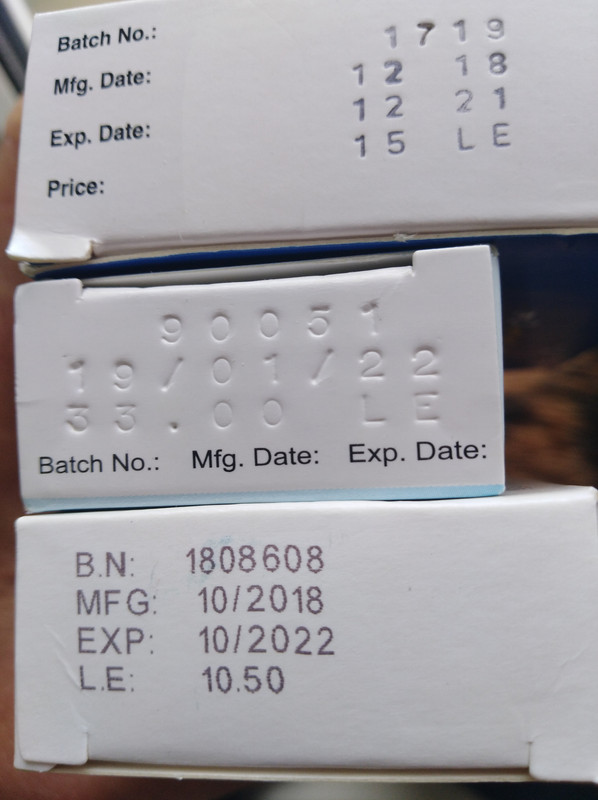 Batch No.: 1719
Mfg. Date: 12 18
Exp. Date: 12 21
Price: 15 LE
90051
19/01/22
33.00 LE
Batch No.: Mfg. Date: Exp. Date:
B.N: 1808608
MFG: 10/2018
EXP: 10/2022
L.E: 10.50